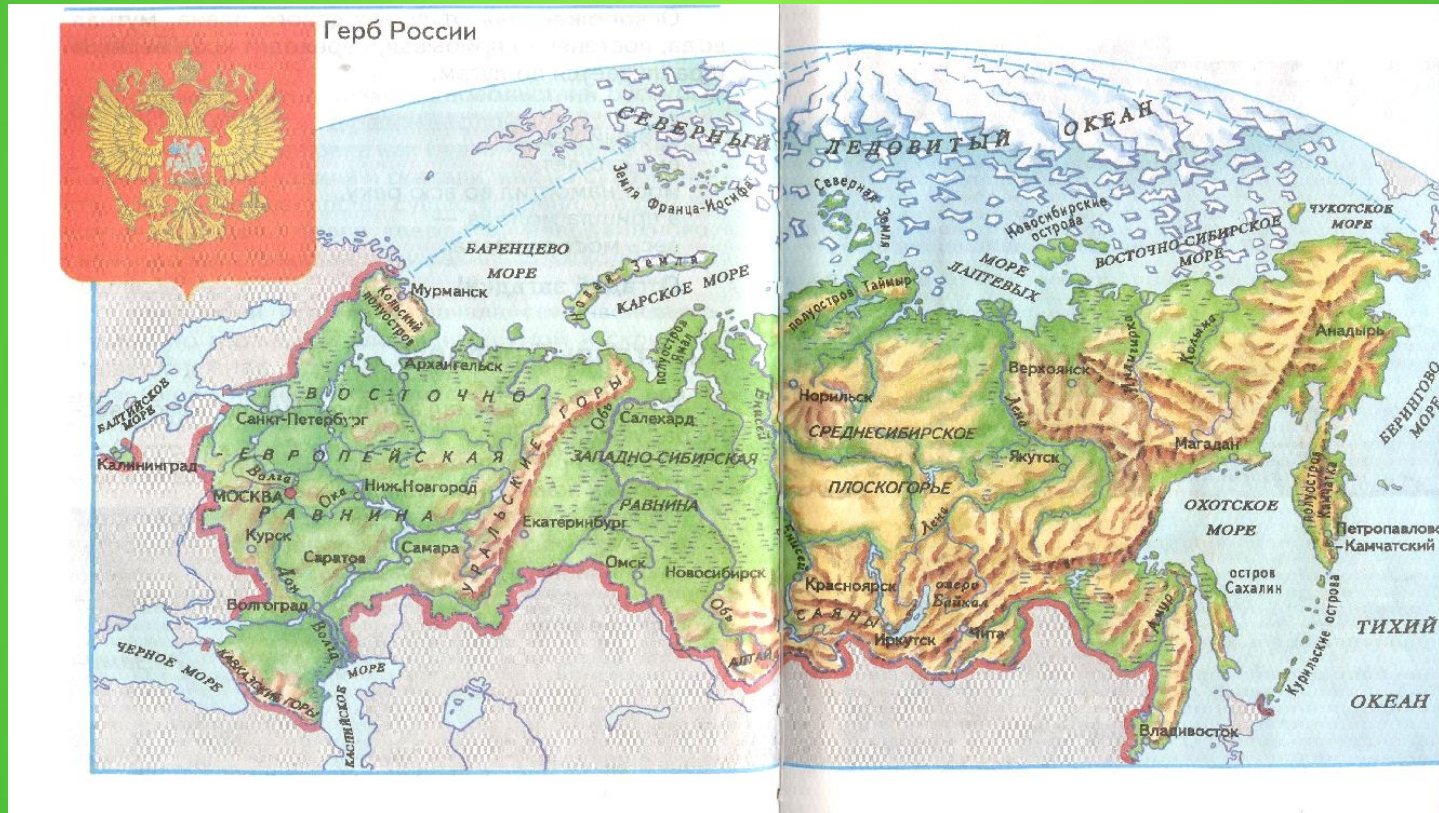 Герб России
СЕВЕРНЫЙ ЛЕДОВИТЫЙ ОКЕАН
Земля Франца-Иосифа
Северная Земля
Новосибирские
острова
ЧУКОТСКОЕ
МОРЕ
ВОСТОЧНО-СИБИРСКОЕ
МОРЕ
МОРЕ
ЛАПТЕВЫХ
БАРЕНЦЕВО
МОРЕ
Новая Земля
КАРСКОЕ МОРЕ
Мурманск
Кольский
полуостров
полуостров Таймыр
полуостров
Ямал
Архангельск
Анадырь
Индигирка
Колыма
Верхоянск
БЕРИНГОВО
МОРЕ
БАЛТИЙСКОЕ
МОРЕ
Санкт-Петербург
ВОСТОЧНО-
ЕВРОПЕЙСКАЯ
РАВНИНА
Салехард
Обь
Енисей
Норильск
Лена
СРЕДНЕСИБИРСКОЕ
ПЛОСКОГОРЬЕ
Магадан
Калининград
Волга
МОСКВА
Ока
Ниж.Новгород
УРАЛЬСКИЕ ГОРЫ
ЗАПАДНО-СИБИРСКАЯ
РАВНИНА
Якутск
ОХОТСКОЕ
МОРЕ
полуостров
Камчатка
Петропавловс
-Камчатский
Курск
Саратов
Самара
Екатеринбург
Омск
Новосибирск
Енисей
Лена
Красноярск
озеро
Байкал
остров
Сахалин
Дон
Волгоград
Волга
Обь
АЛТАЙ
САЯНЫ
Иркутск
Чита
Амур
Курильские острова
ТИХИЙ
ОКЕАН
ЧЕРНОЕ МОРЕ
КАВКАЗСКИЕ ГОРЫ
КАСПИЙСКОЕ
МОРЕ
Владивосток